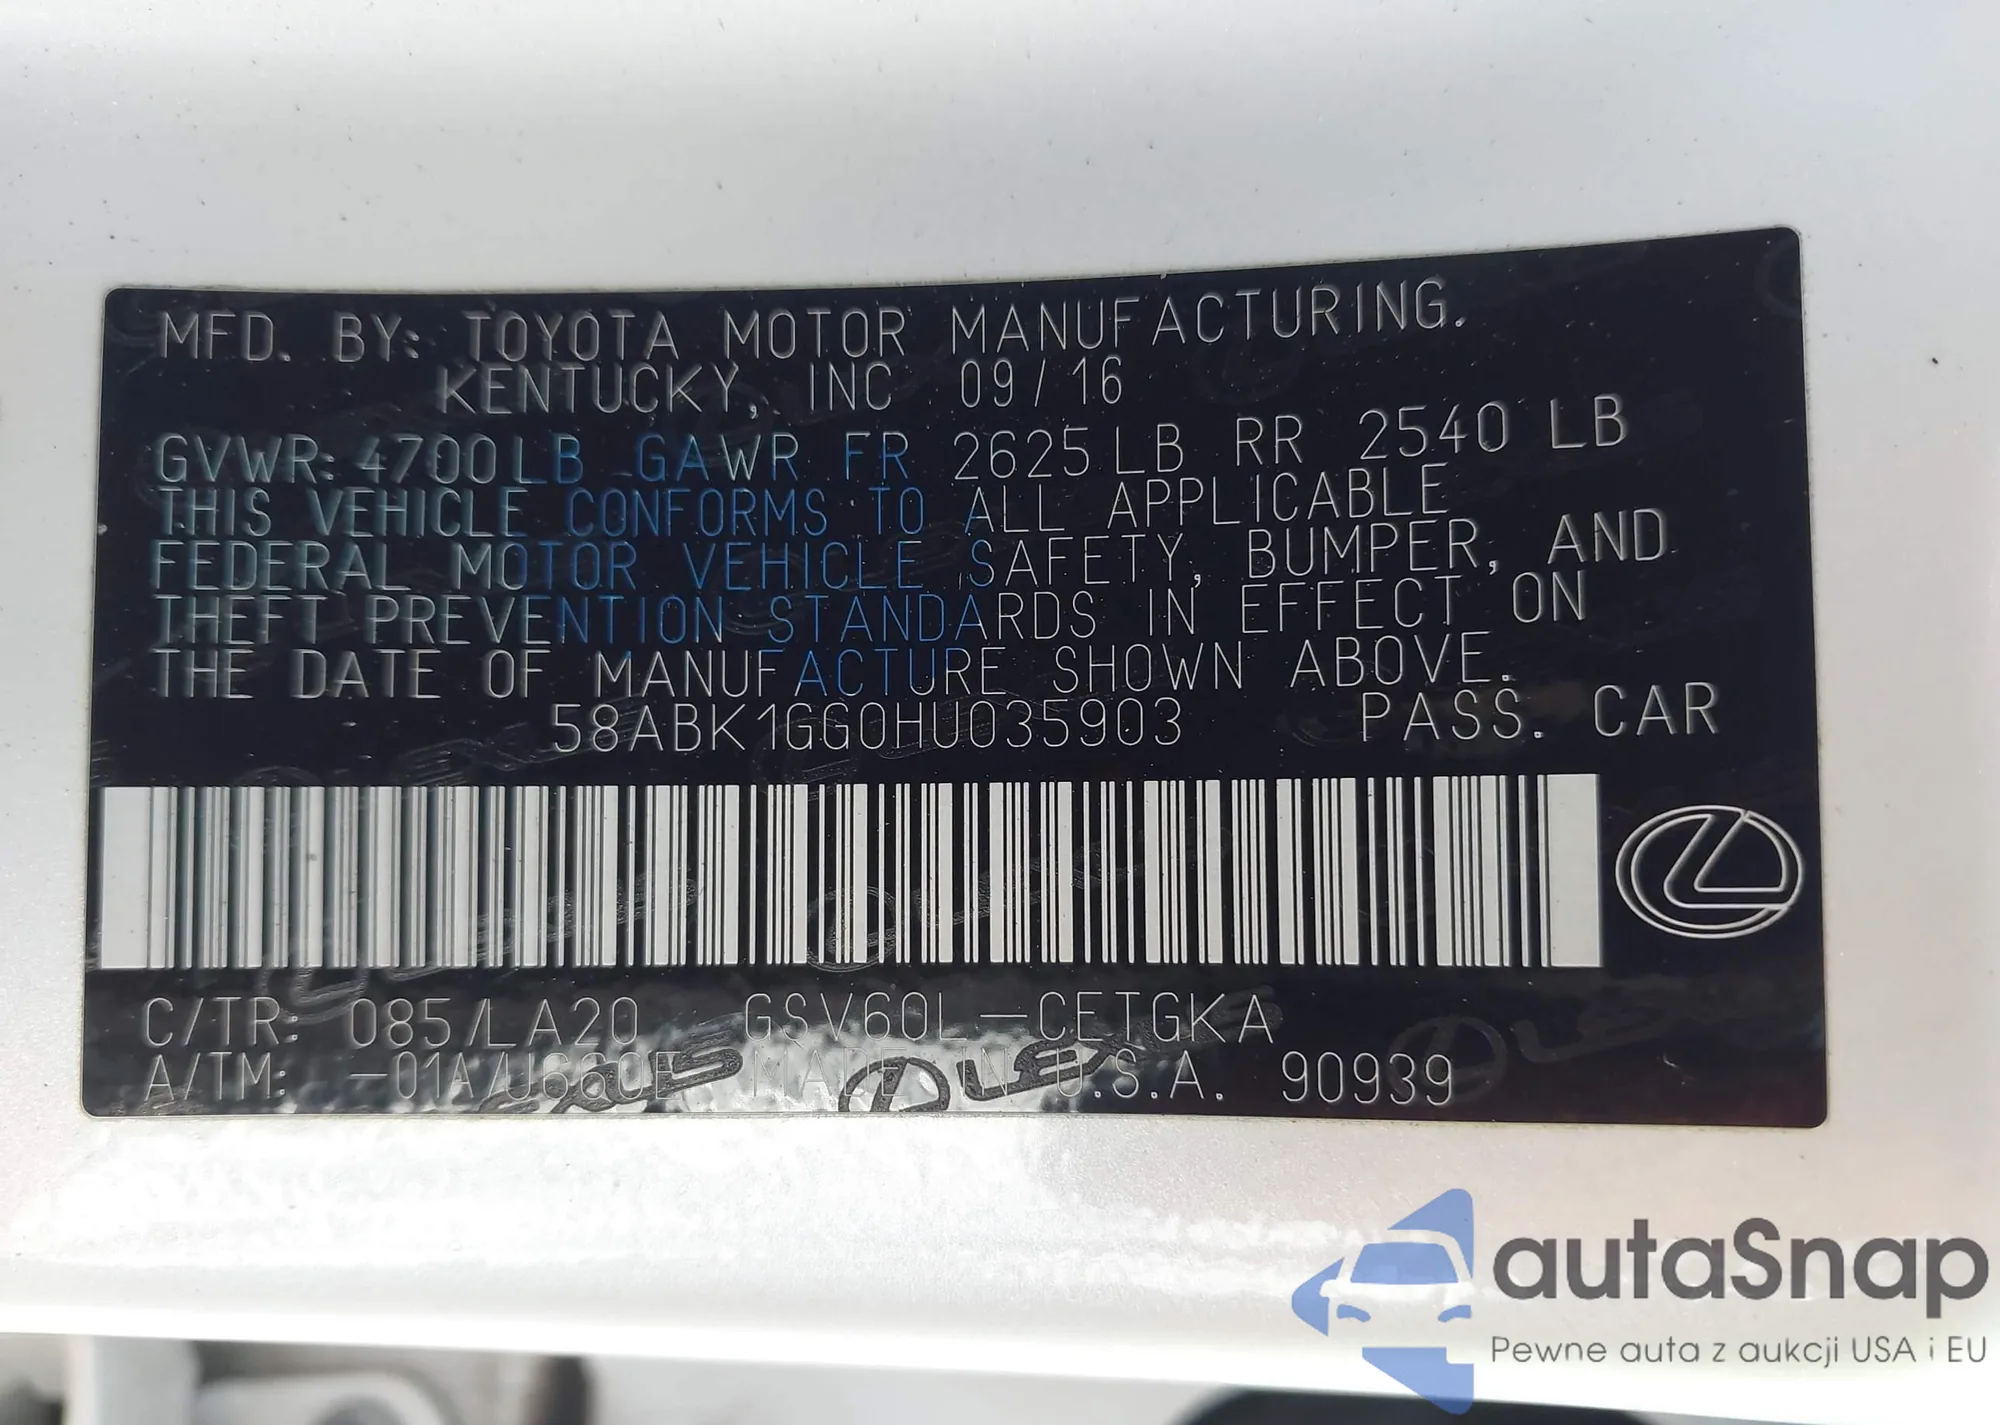 MFD. BY: TOYOTA MOTOR MANUFACTURING.
KENTUCKY, INC 09/16
GVWR: 4700LB GAWR FR 2625LB RR 2540 LB
THIS VEHICLE CONFORMS TO ALL APPLICABLE
FEDERAL MOTOR VEHICLE SAFETY, BUMPER, AND
THEFT PREVENTION STANDARDS IN EFFECT ON
THE DATE OF MANUFACTURE SHOWN ABOVE.
58ABK1GG0HU035903 PASS. CAR
C/TR: 085/LA20 GSV60L-CETGKA
A/TM: -01A/U660E MADE IN U.S.A. 90939
autaSnap
Pewne auta z aukcji USA i EU